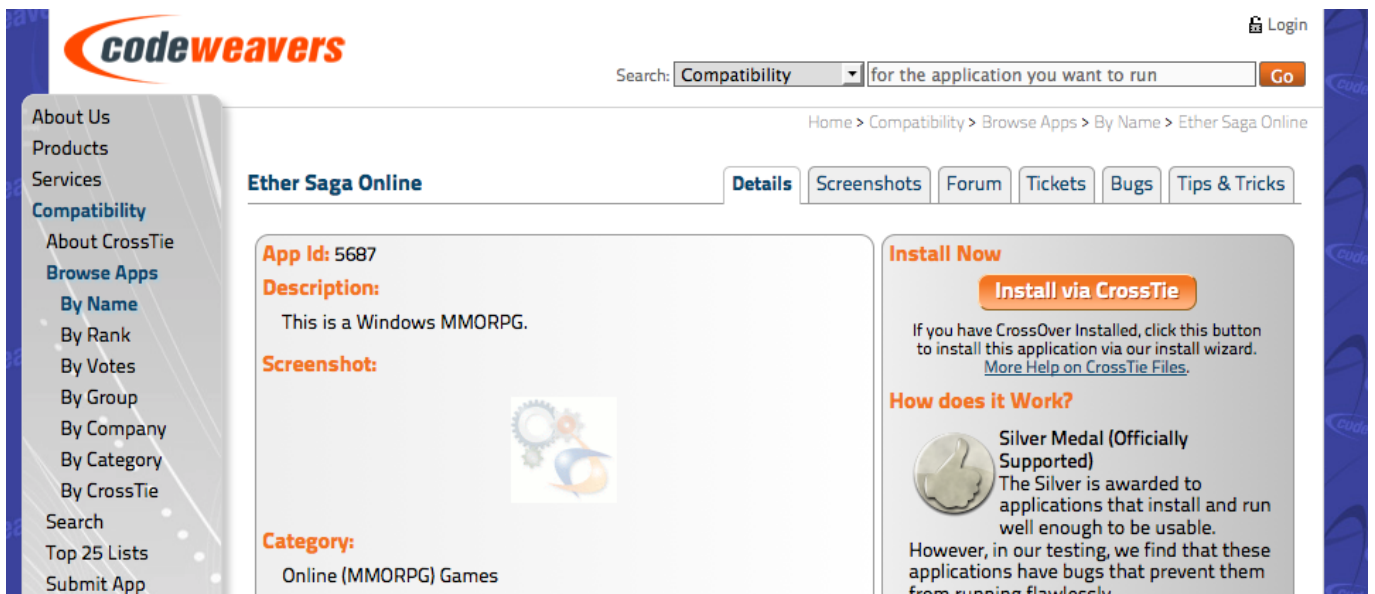 codeweavers
Login
Search: Compatibility for the application you want to run Go
Home > Compatibility > Browse Apps > By Name > Ether Saga Online
About Us
Products
Services
Compatibility
About CrossTie
Browse Apps
By Name
By Rank
By Votes
By Group
By Company
By Category
By CrossTie
Search
Top 25 Lists
Submit App
Ether Saga Online
Details Screenshots Forum Tickets Bugs Tips & Tricks
App Id: 5687
Description:
This is a Windows MMORPG.
Screenshot:
Category:
Online (MMORPG) Games
Install Now
Install via CrossTie
If you have CrossOver Installed, click this button
to install this application via our install wizard.
More Help on CrossTie Files.
How does it Work?
Silver Medal (Officially
Supported)
The Silver is awarded to
applications that install and run
well enough to be usable.
However, in our testing, we find that these
applications have bugs that prevent them
from running flawlessly